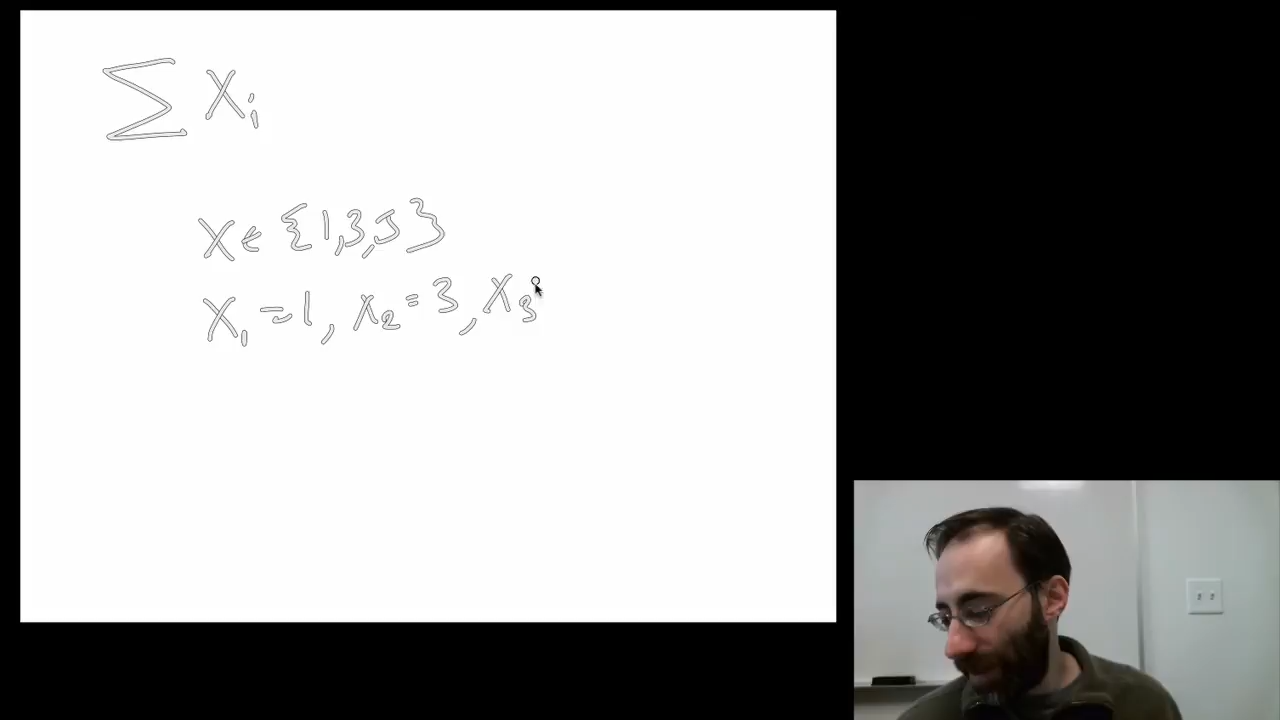 ∑ Xᵢ
X ∈ {1,3,5}
X₁ = 1, X₂ = 3, X₃